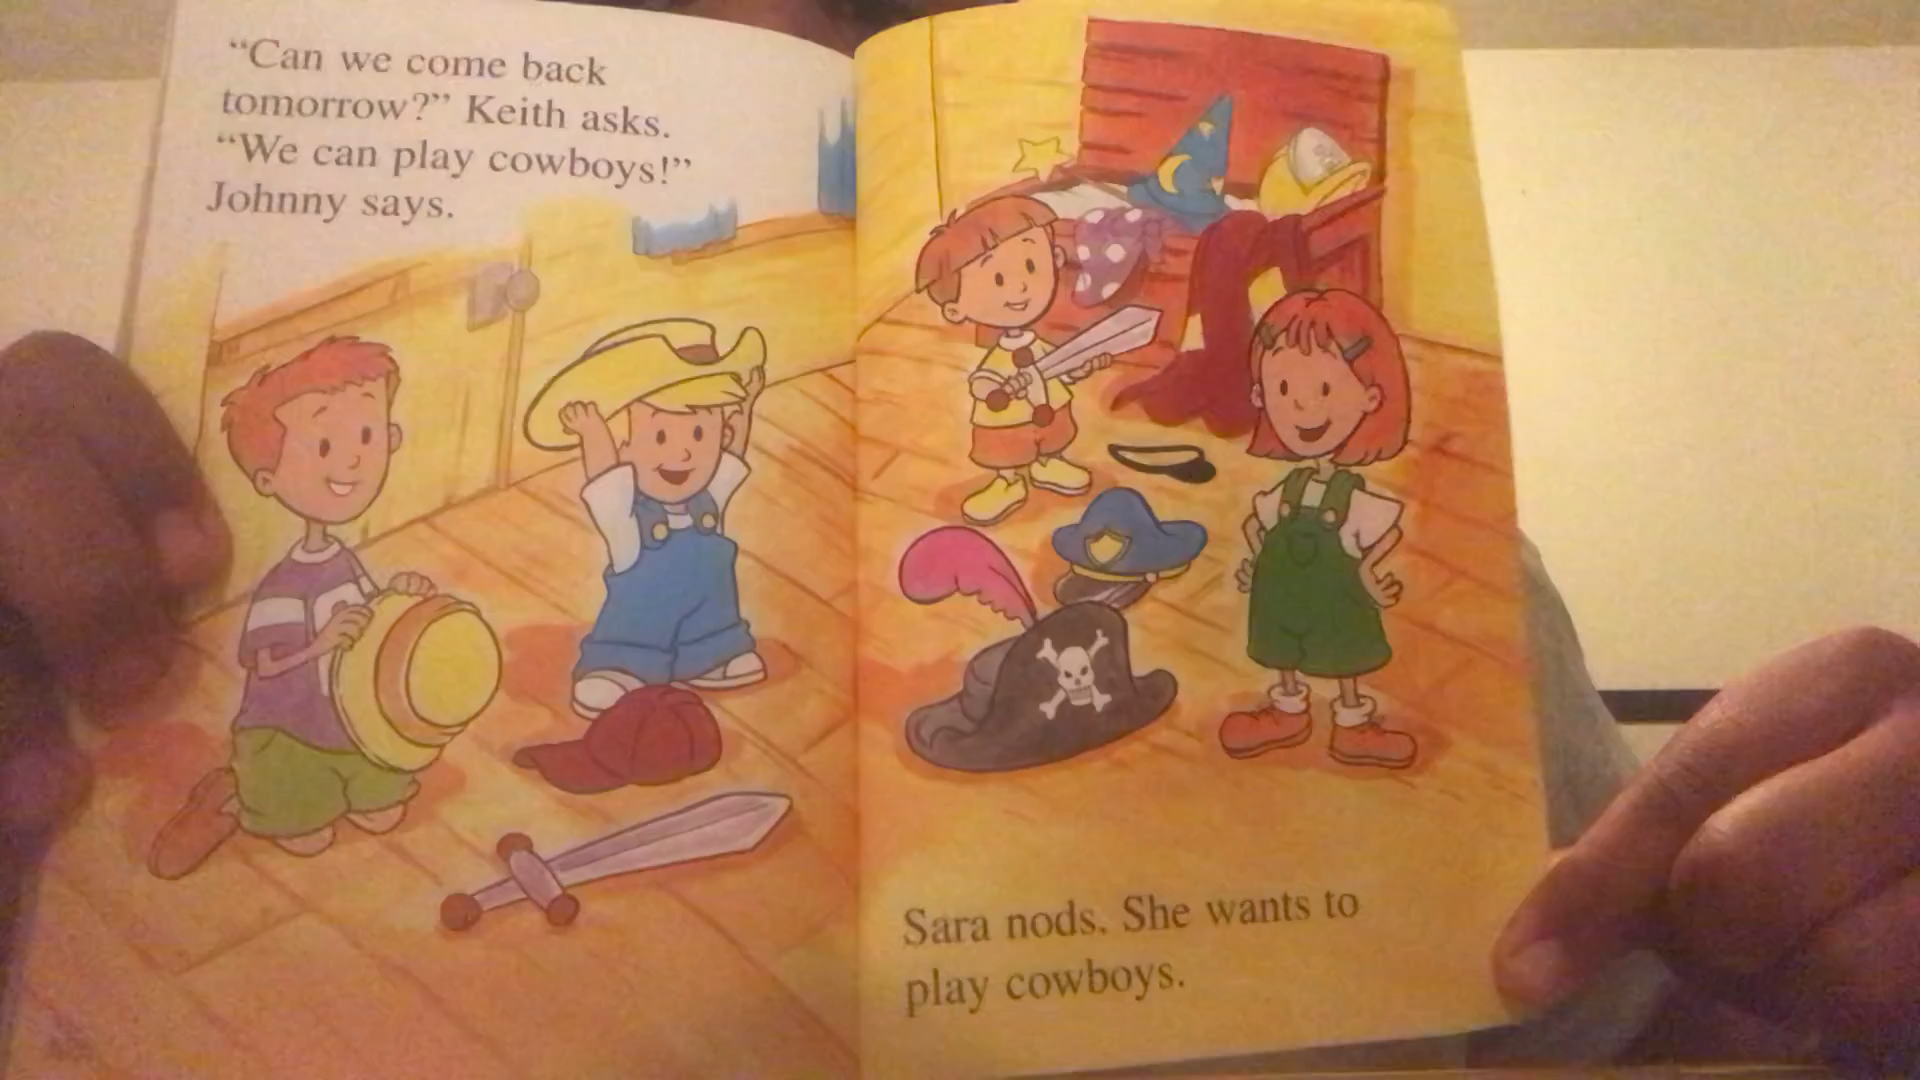 “Can we come back
tomorrow?” Keith asks.
“We can play cowboys!”
Johnny says.
Sara nods. She wants to
play cowboys.